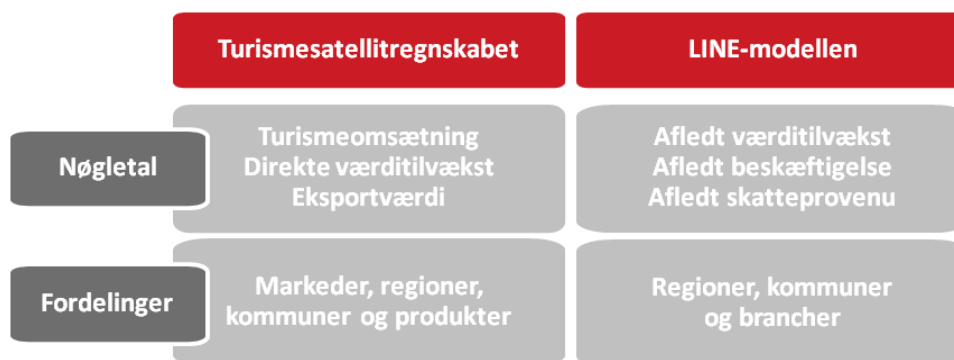 Turismesatellitregnskabet
LINE-modellen
Nøgletal
Turismeomsætning
Direkte værditilvækst
Eksportværdi
Afledt værditilvækst
Afledt beskæftigelse
Afledt skatteprovenu
Fordelinger
Markeder, regioner,
kommuner og produkter
Regioner, kommuner
og brancher